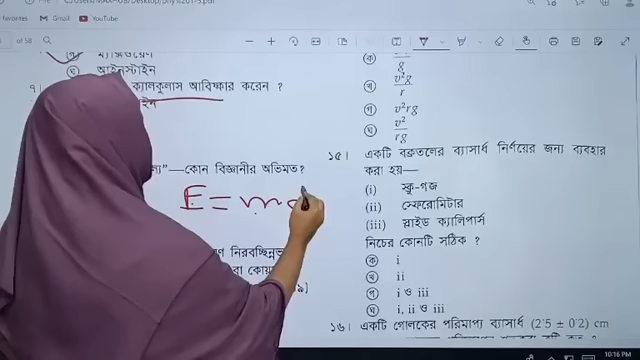 of 58
Gmail YouTube
ঘ আইনস্টাইন
ক্যালকুলাস আবিষ্কার করেন ?
—কোন বিজ্ঞানীর অভিমত?
E = m
নিরবচ্ছিন্ন
বা
g
খ v²g
r
গ v²rg
ঘ v²
rg
১৫। একটি বক্রতলের ব্যাসার্ধ নির্ণয়ের জন্য ব্যবহার
করা হয়—
(i) স্ক্রু-গজ
(ii) স্ফেরোমিটার
(iii) স্লাইড ক্যালিপার্স
নিচের কোনটি সঠিক ?
ক i
খ ii
গ i ও iii
ঘ i, ii ও iii
১৬। একটি গোলকের পরিমাপ্য ব্যাসার্ধ (2·5 ± 0·2) cm
10:16 PM